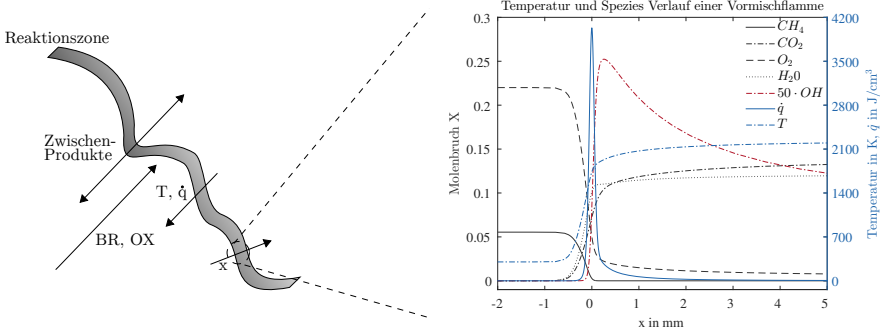 Reaktionszone
Zwischen-
Produkte
T, q̇
BR, OX
x
Temperatur und Spezies Verlauf einer Vormischflamme
0.3
0.25
0.2
0.15
0.1
0.05
0
Molenbruch X
CH₄
CO₂
O₂
H₂0
50 · OH
q̇
T
4200
3500
2800
2100
1400
700
0
Temperatur in K, q̇ in J/cm³
-2 -1 0 1 2 3 4 5
x in mm